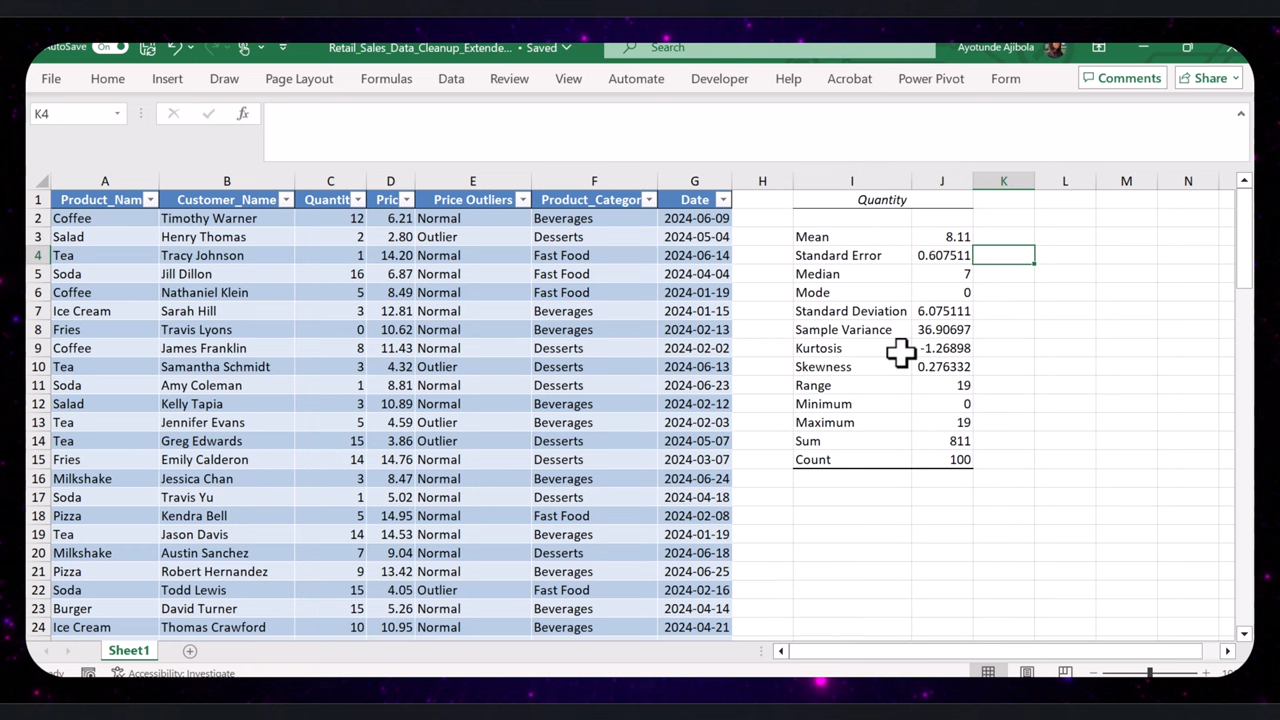 AutoSave On Retail_Sales_Data_Cleanup_Extende... • Saved Search Ayotunde Ajibola
File Home Insert Draw Page Layout Formulas Data Review View Automate Developer Help Acrobat Power Pivot Form Comments Share
K4 fx
A B C D E F G H I J K L M N
1 Product_Nam Customer_Name Quantit Pric Price Outliers Product_Categor Date Quantity
2 Coffee Timothy Warner 12 6.21 Normal Beverages 2024-06-09
3 Salad Henry Thomas 2 2.80 Outlier Desserts 2024-05-04 Mean 8.11
4 Tea Tracy Johnson 1 14.20 Normal Fast Food 2024-06-14 Standard Error 0.607511
5 Soda Jill Dillon 16 6.87 Normal Fast Food 2024-04-04 Median 7
6 Coffee Nathaniel Klein 5 8.49 Normal Fast Food 2024-01-19 Mode 0
7 Ice Cream Sarah Hill 3 12.81 Normal Beverages 2024-01-15 Standard Deviation 6.075111
8 Fries Travis Lyons 0 10.62 Normal Beverages 2024-02-13 Sample Variance 36.90697
9 Coffee James Franklin 8 11.43 Normal Desserts 2024-02-02 Kurtosis -1.26898
10 Tea Samantha Schmidt 3 4.32 Outlier Desserts 2024-06-13 Skewness 0.276332
11 Soda Amy Coleman 1 8.81 Normal Desserts 2024-06-23 Range 19
12 Salad Kelly Tapia 3 10.89 Normal Beverages 2024-02-12 Minimum 0
13 Tea Jennifer Evans 5 4.59 Outlier Beverages 2024-02-03 Maximum 19
14 Tea Greg Edwards 15 3.86 Outlier Desserts 2024-05-07 Sum 811
15 Fries Emily Calderon 14 14.76 Normal Desserts 2024-03-07 Count 100
16 Milkshake Jessica Chan 3 8.47 Normal Beverages 2024-06-24
17 Soda Travis Yu 1 5.02 Normal Desserts 2024-04-18
18 Pizza Kendra Bell 5 14.95 Normal Fast Food 2024-02-08
19 Tea Jason Davis 14 14.53 Normal Beverages 2024-01-19
20 Milkshake Austin Sanchez 7 9.04 Normal Desserts 2024-06-18
21 Pizza Robert Hernandez 9 13.42 Normal Beverages 2024-06-25
22 Soda Todd Lewis 15 4.05 Outlier Fast Food 2024-02-16
23 Burger David Turner 15 5.26 Normal Beverages 2024-04-14
24 Ice Cream Thomas Crawford 10 10.95 Normal Beverages 2024-04-21
Sheet1
Accessibility: Investigate